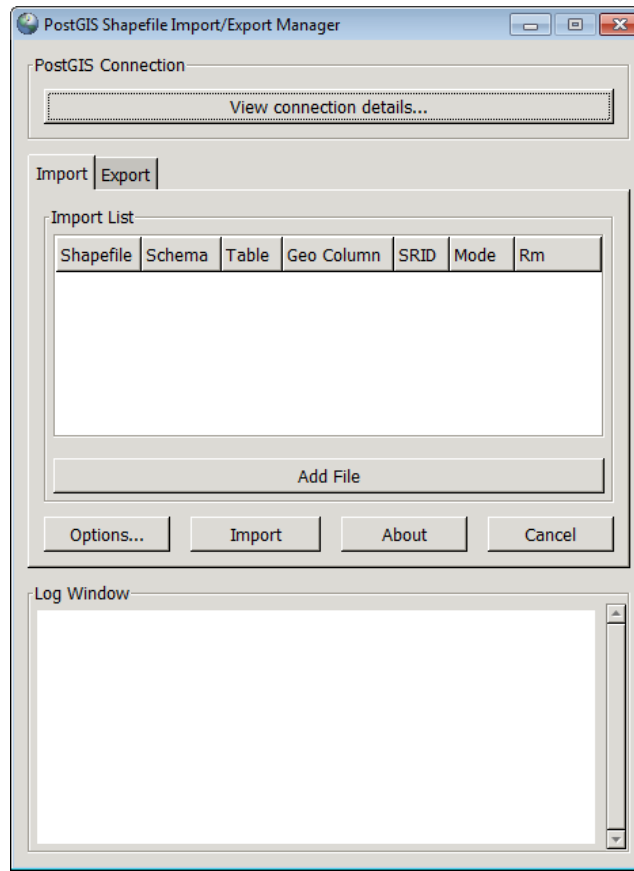 PostGIS Shapefile Import/Export Manager
PostGIS Connection
View connection details...
Import Export
Import List
Shapefile Schema Table Geo Column SRID Mode Rm
Add File
Options... Import About Cancel
Log Window